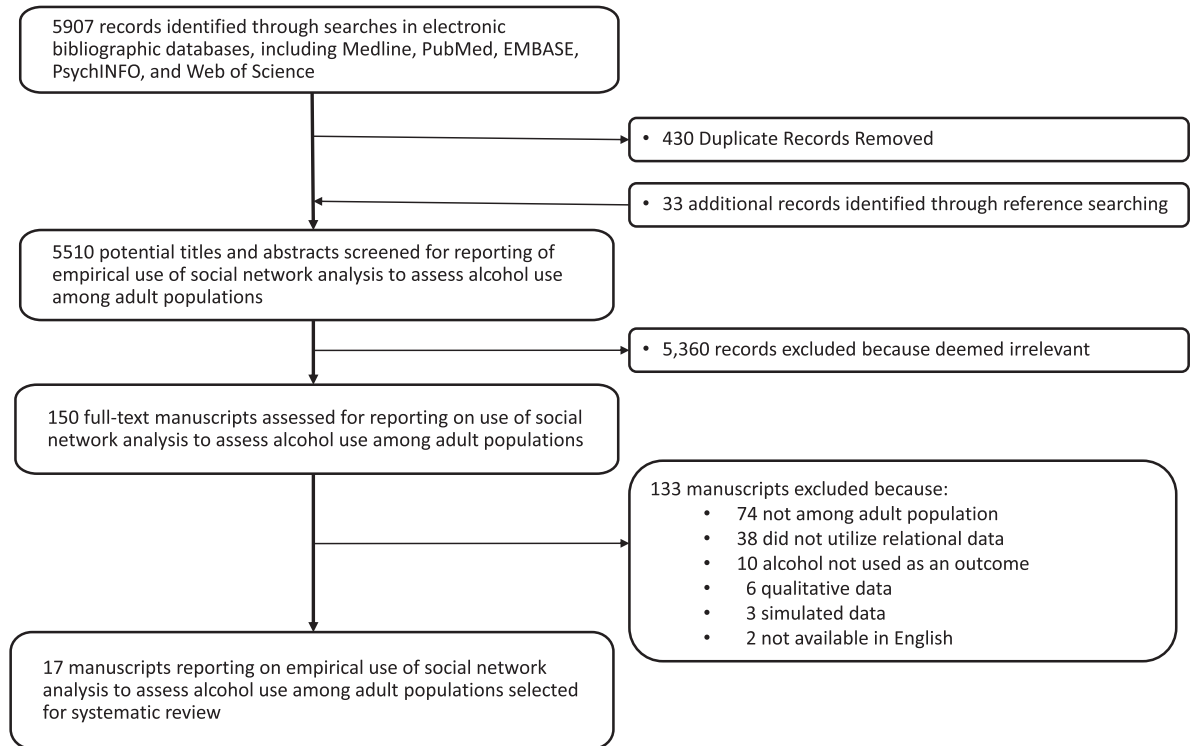 5907 records identified through searches in electronic
bibliographic databases, including Medline, PubMed, EMBASE,
PsychINFO, and Web of Science
• 430 Duplicate Records Removed
• 33 additional records identified through reference searching
5510 potential titles and abstracts screened for reporting of
empirical use of social network analysis to assess alcohol use
among adult populations
• 5,360 records excluded because deemed irrelevant
150 full-text manuscripts assessed for reporting on use of social
network analysis to assess alcohol use among adult populations
133 manuscripts excluded because:
• 74 not among adult population
• 38 did not utilize relational data
• 10 alcohol not used as an outcome
• 6 qualitative data
• 3 simulated data
• 2 not available in English
17 manuscripts reporting on empirical use of social network
analysis to assess alcohol use among adult populations selected
for systematic review